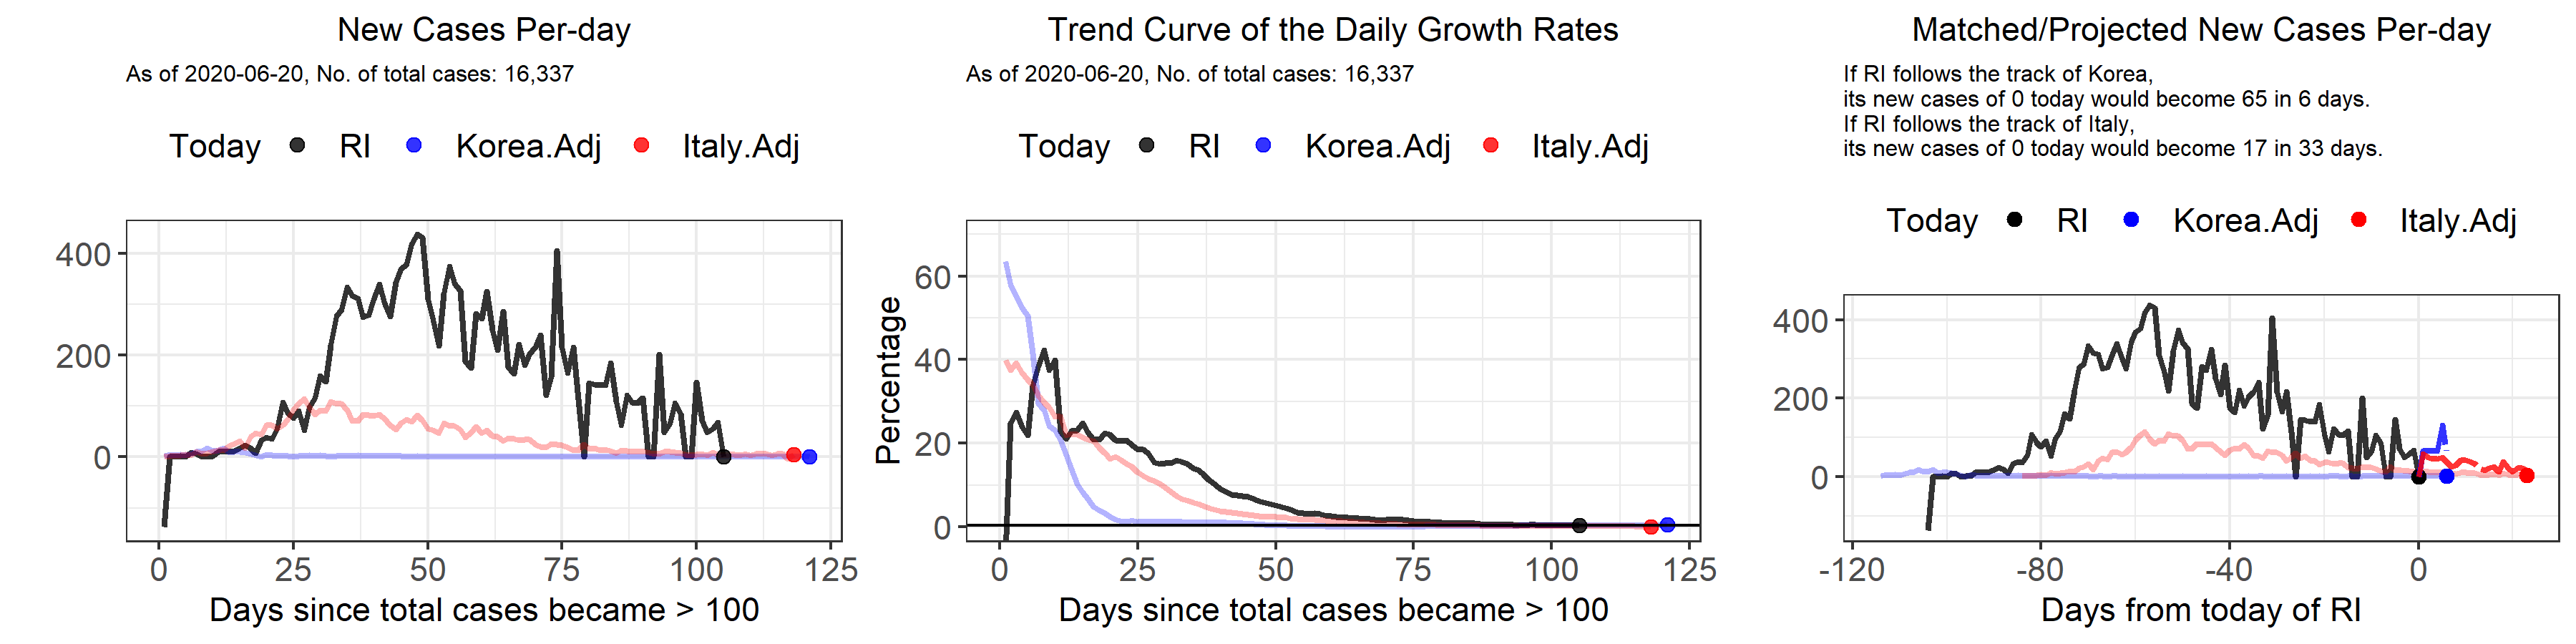 New Cases Per-day
As of 2020-06-20, No. of total cases: 16,337
Today RI Korea.Adj Italy.Adj
400
200
0
0 25 50 75 100 125
Days since total cases became > 100
Trend Curve of the Daily Growth Rates
As of 2020-06-20, No. of total cases: 16,337
Today RI Korea.Adj Italy.Adj
Percentage
60
40
20
0
0 25 50 75 100 125
Days since total cases became > 100
Matched/Projected New Cases Per-day
If RI follows the track of Korea,
its new cases of 0 today would become 65 in 6 days.
If RI follows the track of Italy,
its new cases of 0 today would become 17 in 33 days.
Today RI Korea.Adj Italy.Adj
400
200
0
-120 -80 -40 0
Days from today of RI